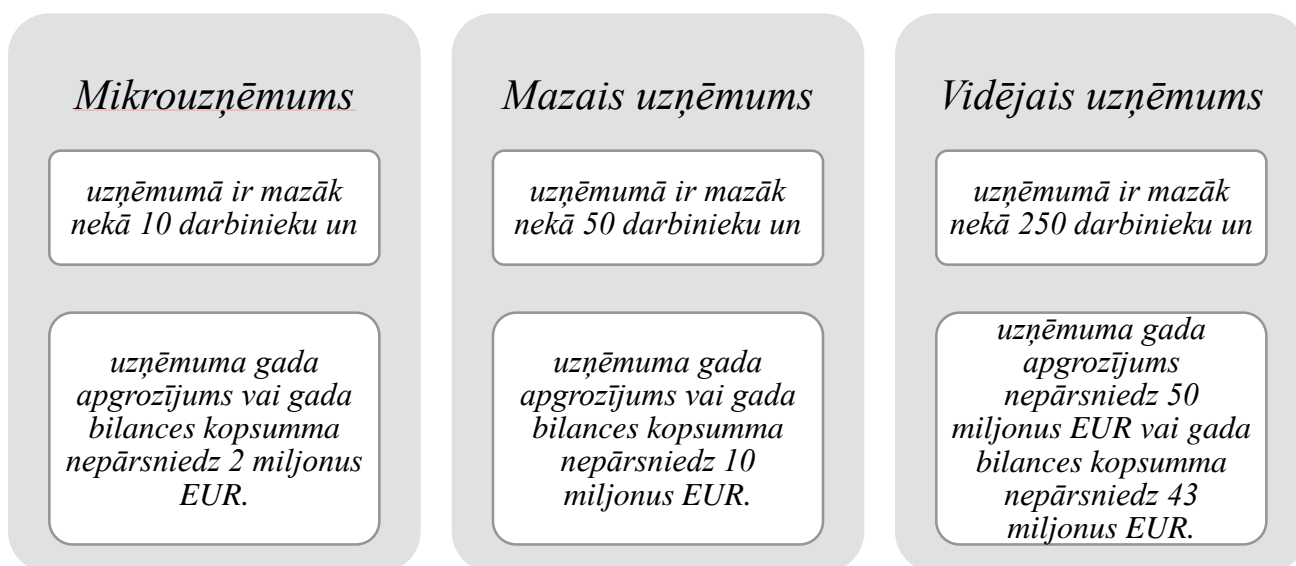 Mikrouzņēmums
uzņēmumā ir mazāk
nekā 10 darbinieku un
uzņēmuma gada
apgrozījums vai gada
bilances kopsumma
nepārsniedz 2 miljonus
EUR.
Mazais uzņēmums
uzņēmumā ir mazāk
nekā 50 darbinieku un
uzņēmuma gada
apgrozījums vai gada
bilances kopsumma
nepārsniedz 10
miljonus EUR.
Vidējais uzņēmums
uzņēmumā ir mazāk
nekā 250 darbinieku un
uzņēmuma gada
apgrozījums
nepārsniedz 50
miljonus EUR vai gada
bilances kopsumma
nepārsniedz 43
miljonus EUR.